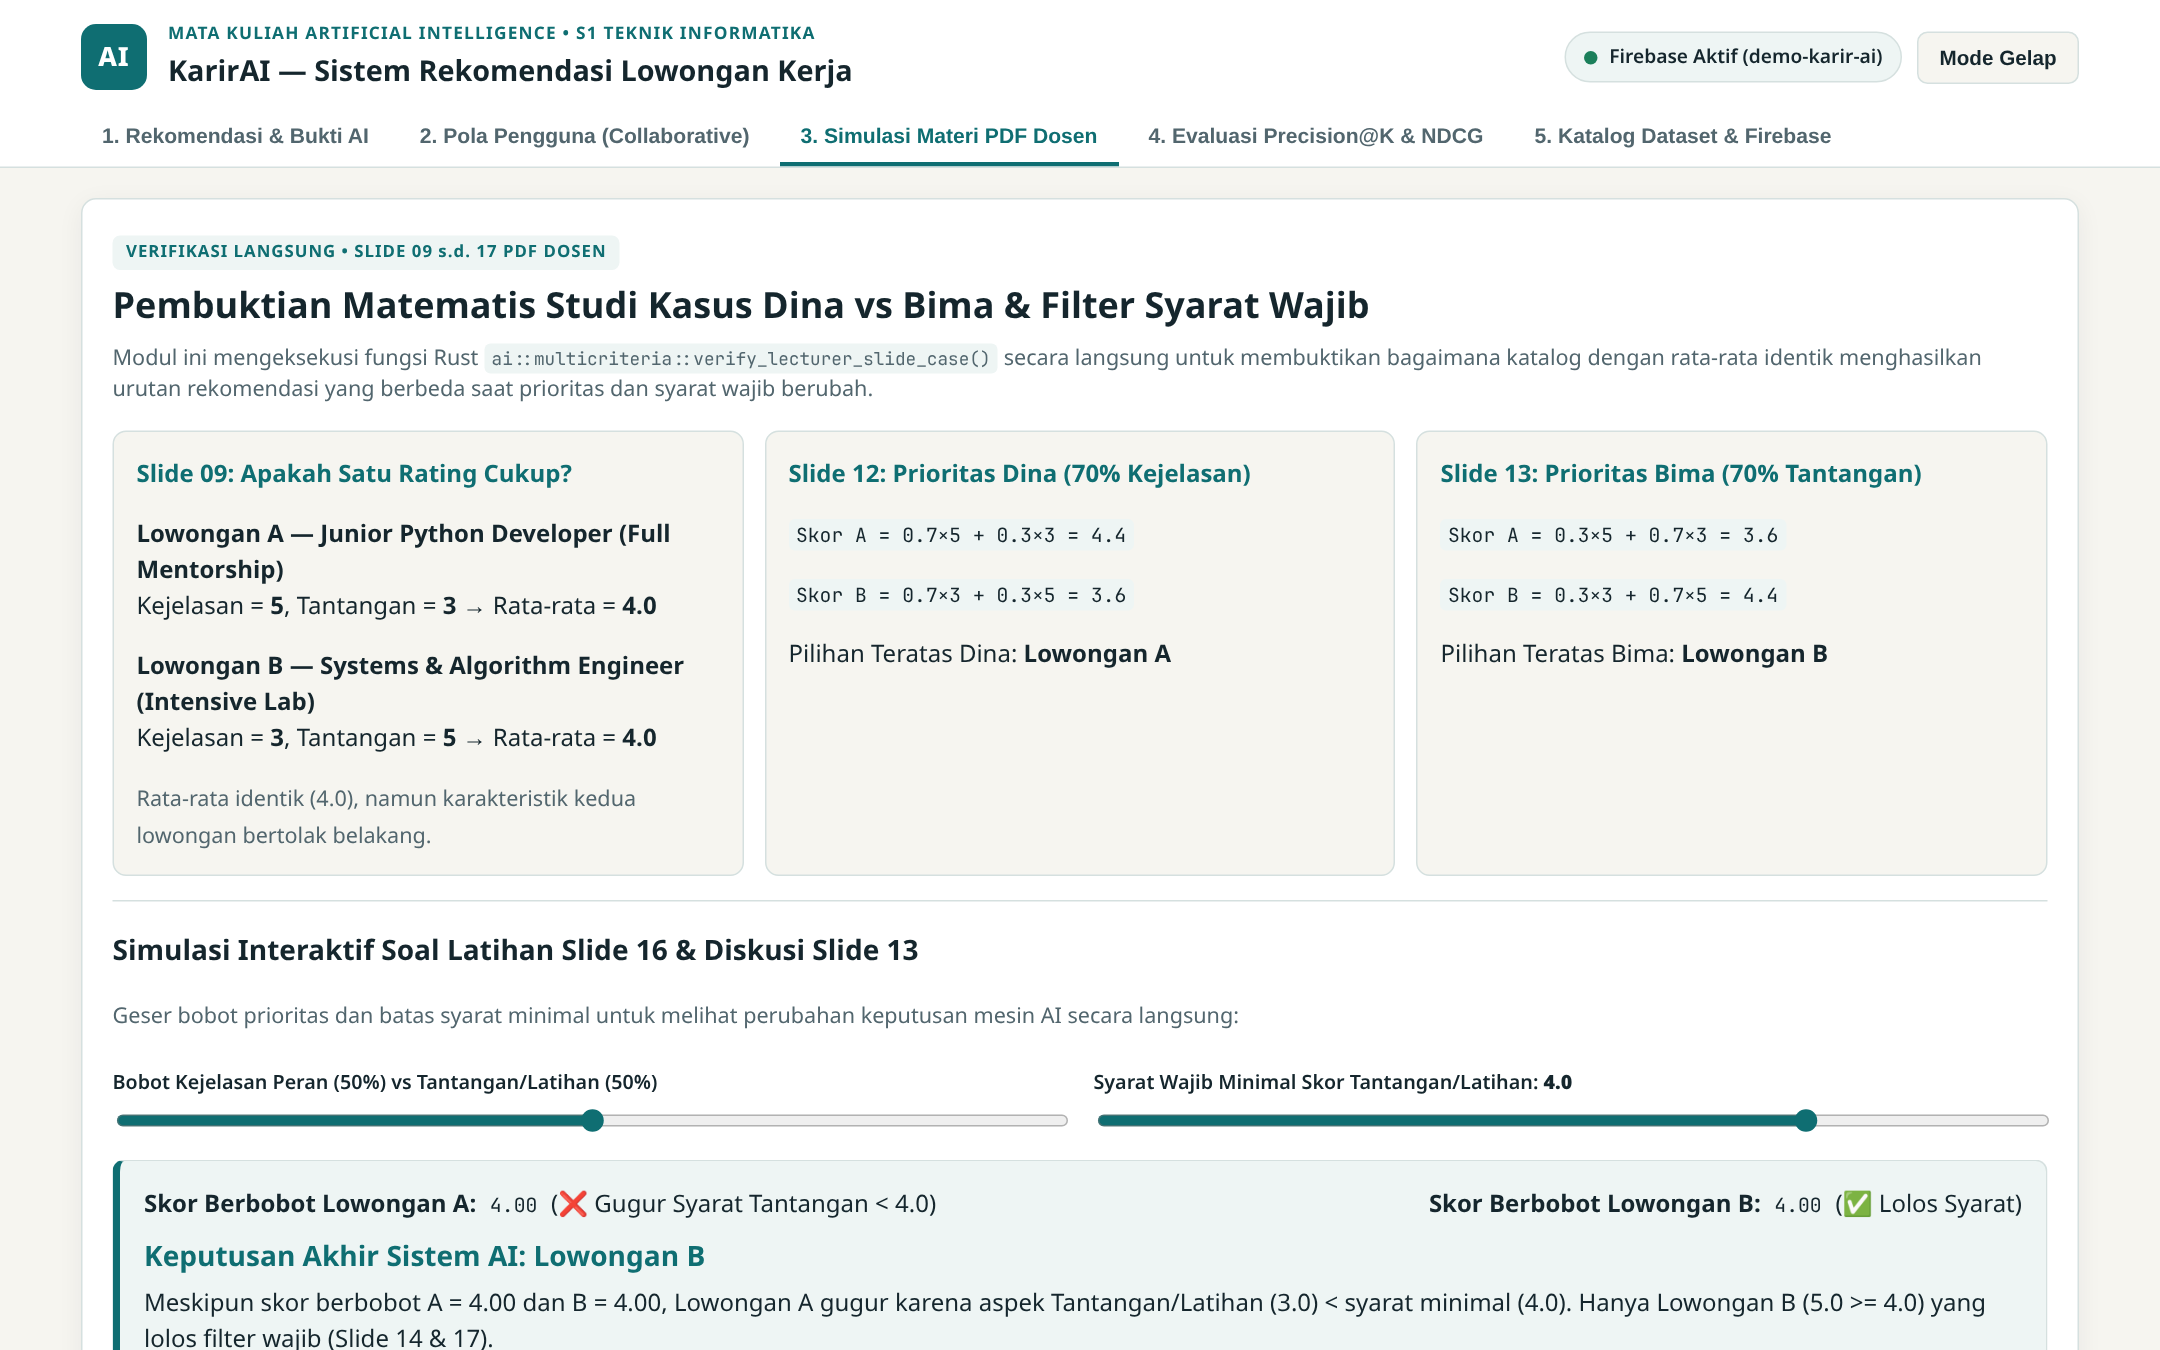 AI
MATA KULIAH ARTIFICIAL INTELLIGENCE • S1 TEKNIK INFORMATIKA
KarirAI — Sistem Rekomendasi Lowongan Kerja
Firebase Aktif (demo-karir-ai)
Mode Gelap
1. Rekomendasi & Bukti AI
2. Pola Pengguna (Collaborative)
3. Simulasi Materi PDF Dosen
4. Evaluasi Precision@K & NDCG
5. Katalog Dataset & Firebase
VERIFIKASI LANGSUNG • SLIDE 09 s.d. 17 PDF DOSEN
Pembuktian Matematis Studi Kasus Dina vs Bima & Filter Syarat Wajib
Modul ini mengeksekusi fungsi Rust ai::multicriteria::verify_lecturer_slide_case() secara langsung untuk membuktikan bagaimana katalog dengan rata-rata identik menghasilkan
urutan rekomendasi yang berbeda saat prioritas dan syarat wajib berubah.
Slide 09: Apakah Satu Rating Cukup?
Lowongan A — Junior Python Developer (Full
Mentorship)
Kejelasan = 5, Tantangan = 3 → Rata-rata = 4.0
Lowongan B — Systems & Algorithm Engineer
(Intensive Lab)
Kejelasan = 3, Tantangan = 5 → Rata-rata = 4.0
Rata-rata identik (4.0), namun karakteristik kedua
lowongan bertolak belakang.
Slide 12: Prioritas Dina (70% Kejelasan)
Skor A = 0.7×5 + 0.3×3 = 4.4
Skor B = 0.7×3 + 0.3×5 = 3.6
Pilihan Teratas Dina: Lowongan A
Slide 13: Prioritas Bima (70% Tantangan)
Skor A = 0.3×5 + 0.7×3 = 3.6
Skor B = 0.3×3 + 0.7×5 = 4.4
Pilihan Teratas Bima: Lowongan B
Simulasi Interaktif Soal Latihan Slide 16 & Diskusi Slide 13
Geser bobot prioritas dan batas syarat minimal untuk melihat perubahan keputusan mesin AI secara langsung:
Bobot Kejelasan Peran (50%) vs Tantangan/Latihan (50%)
Syarat Wajib Minimal Skor Tantangan/Latihan: 4.0
Skor Berbobot Lowongan A: 4.00 (❌ Gugur Syarat Tantangan < 4.0)
Skor Berbobot Lowongan B: 4.00 (✅ Lolos Syarat)
Keputusan Akhir Sistem AI: Lowongan B
Meskipun skor berbobot A = 4.00 dan B = 4.00, Lowongan A gugur karena aspek Tantangan/Latihan (3.0) < syarat minimal (4.0). Hanya Lowongan B (5.0 >= 4.0) yang
lolos filter wajib (Slide 14 & 17).